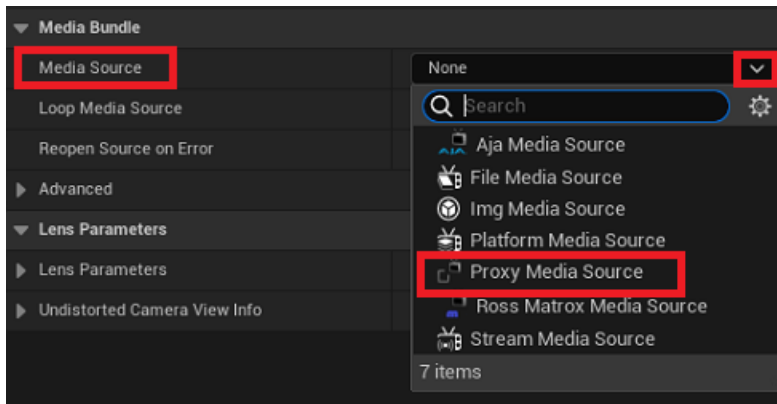 Media Bundle
Media Source
None
Loop Media Source
Search
Reopen Source on Error
Aja Media Source
File Media Source
Advanced
Img Media Source
Lens Parameters
Platform Media Source
Lens Parameters
Proxy Media Source
Undistorted Camera View Info
Ross Matrox Media Source
Stream Media Source
7 items